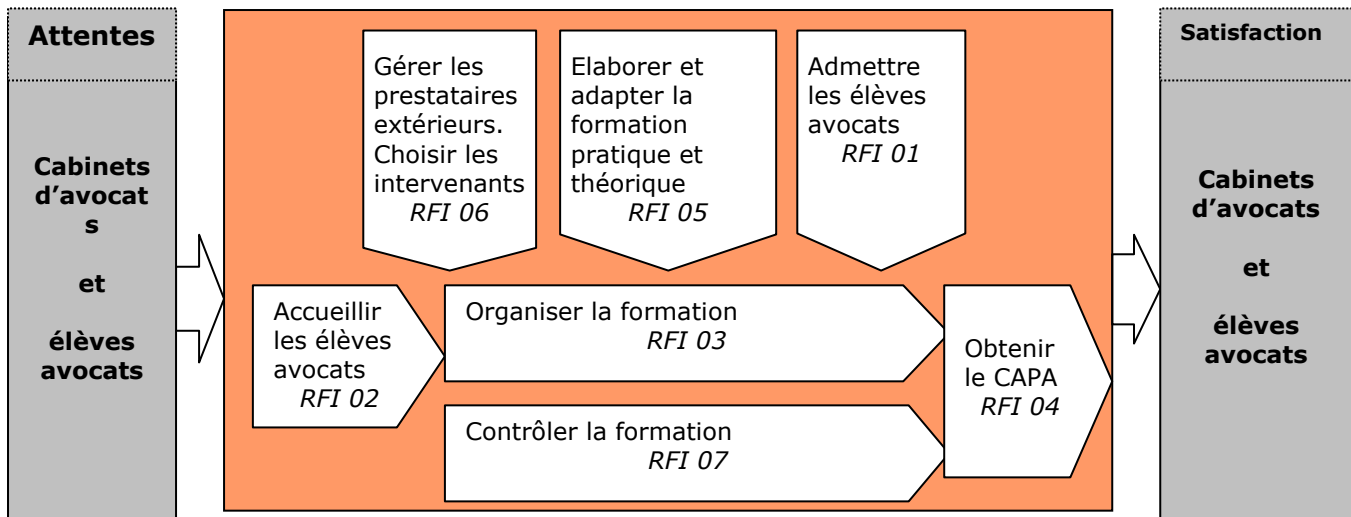 Attentes
Cabinets
d’avocat
s
et
élèves
avocats
Gérer les
prestataires
extérieurs.
Choisir les
intervenants
RFI 06
Elaborer et
adapter la
formation
pratique et
théorique
RFI 05
Admettre
les élèves
avocats
RFI 01
Accueillir
les élèves
avocats
RFI 02
Organiser la formation
RFI 03
Contrôler la formation
RFI 07
Obtenir
le CAPA
RFI 04
Satisfaction
Cabinets
d’avocats
et
élèves
avocats